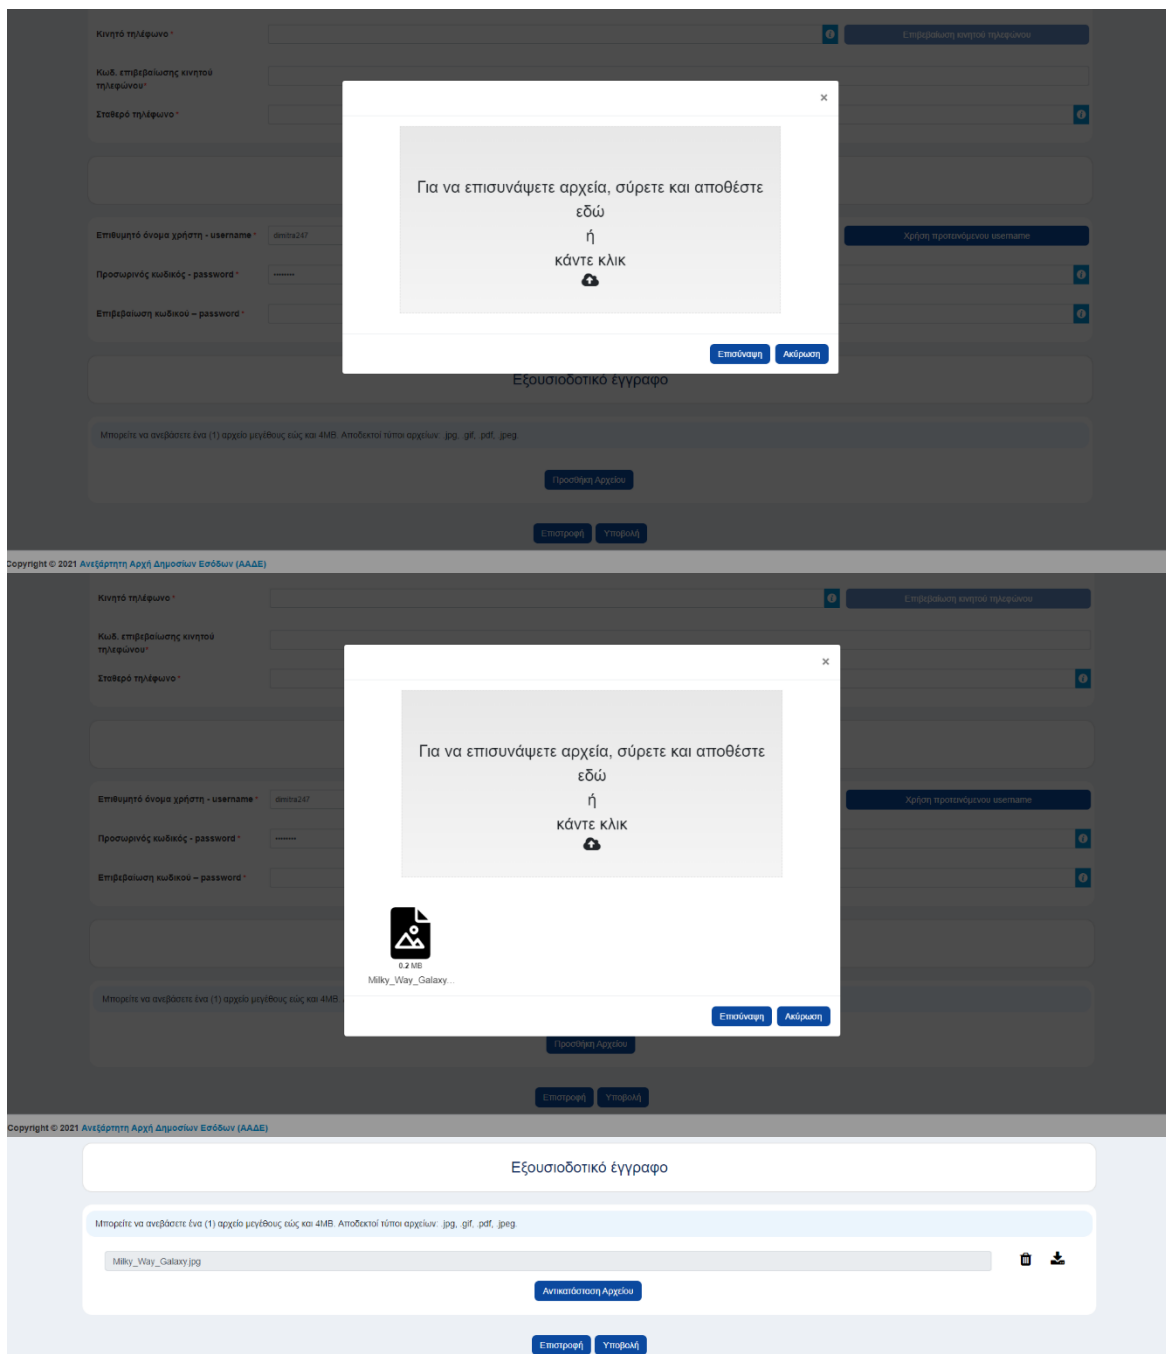 Κινητό τηλέφωνο *
Επιβεβαίωση κινητού τηλεφώνου
Κωδ. επιβεβαίωσης κινητού
τηλεφώνου*
×
Σταθερό τηλέφωνο *
Για να επισυνάψετε αρχεία, σύρετε και αποθέστε
εδώ
ή
κάντε κλικ
Επιθυμητό όνομα χρήστη - username *
dimitra247
Χρήση προτεινόμενου username
Προσωρινός κωδικός - password *
········
Επιβεβαίωση κωδικού – password *
Επισύναψη
Ακύρωση
Εξουσιοδοτικό έγγραφο
Μπορείτε να ανεβάσετε ένα (1) αρχείο μεγέθους εώς και 4MB. Αποδεκτοί τύποι αρχείων: .jpg, .gif, .pdf, .jpeg.
Προσθήκη Αρχείου
Επιστροφή
Υποβολή
Copyright © 2021 Ανεξάρτητη Αρχή Δημοσίων Εσόδων (ΑΑΔΕ)
Κινητό τηλέφωνο *
Επιβεβαίωση κινητού τηλεφώνου
Κωδ. επιβεβαίωσης κινητού
τηλεφώνου*
×
Σταθερό τηλέφωνο *
Για να επισυνάψετε αρχεία, σύρετε και αποθέστε
εδώ
ή
κάντε κλικ
Επιθυμητό όνομα χρήστη - username *
dimitra247
Χρήση προτεινόμενου username
Προσωρινός κωδικός - password *
········
Επιβεβαίωση κωδικού – password *
0.2 MB
Milky_Way_Galaxy...
Μπορείτε να ανεβάσετε ένα (1) αρχείο μεγέθους εώς και 4MB.
Επισύναψη
Ακύρωση
Προσθήκη Αρχείου
Επιστροφή
Υποβολή
Copyright © 2021 Ανεξάρτητη Αρχή Δημοσίων Εσόδων (ΑΑΔΕ)
Εξουσιοδοτικό έγγραφο
Μπορείτε να ανεβάσετε ένα (1) αρχείο μεγέθους εώς και 4MB. Αποδεκτοί τύποι αρχείων: .jpg, .gif, .pdf, .jpeg.
Milky_Way_Galaxy.jpg
Αντικατάσταση Αρχείου
Επιστροφή
Υποβολή